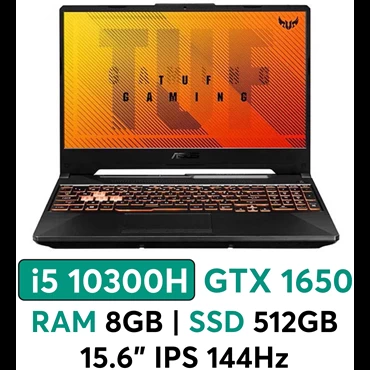 TUF
TUF
GAMING
ASUS
i5 10300H GTX 1650
RAM 8GB | SSD 512GB
15.6” IPS 144Hz